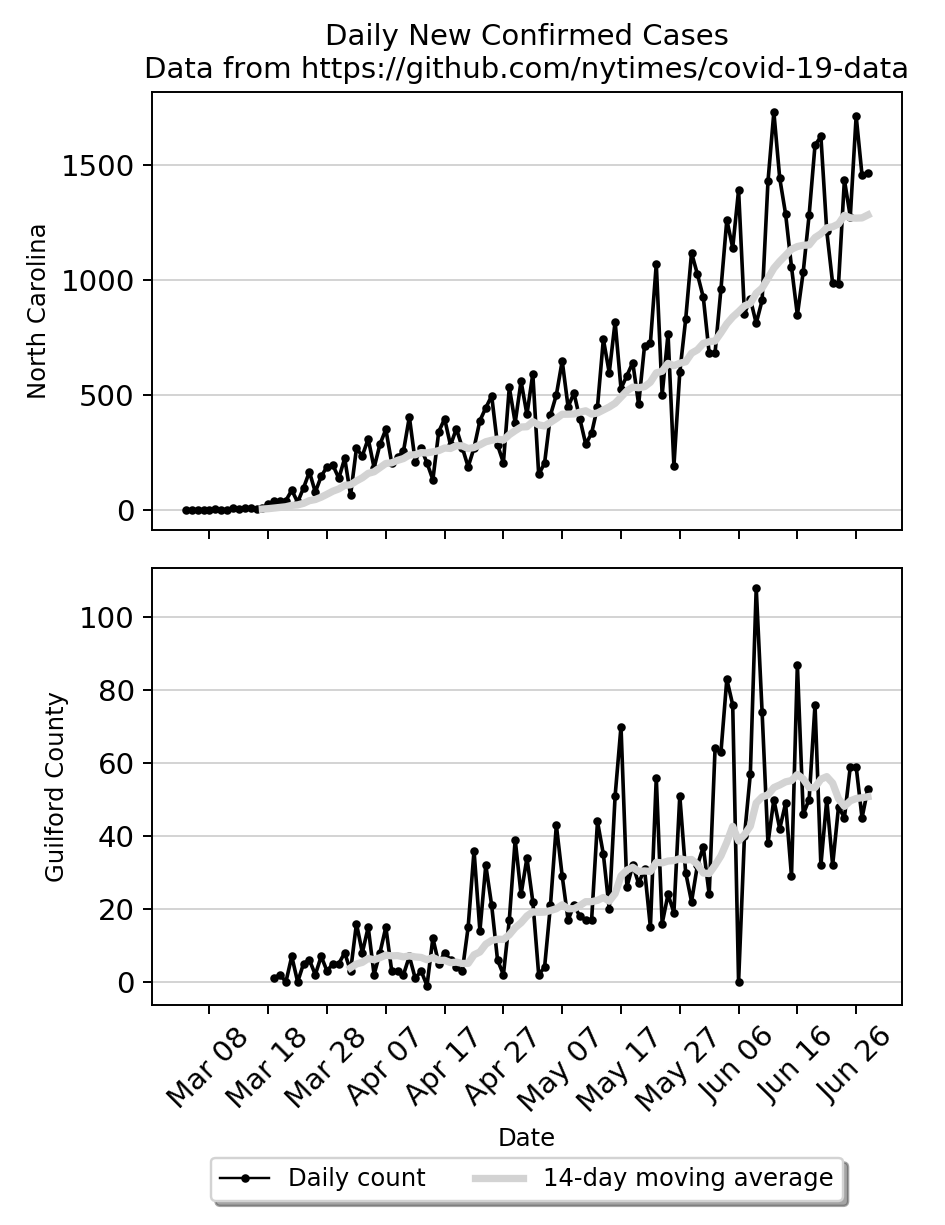 Daily New Confirmed Cases
Data from https://github.com/nytimes/covid-19-data
North Carolina
1500
1000
500
0
Guilford County
100
80
60
40
20
0
Mar 08
Mar 18
Mar 28
Apr 07
Apr 17
Apr 27
May 07
May 17
May 27
Jun 06
Jun 16
Jun 26
Date
Daily count
14-day moving average